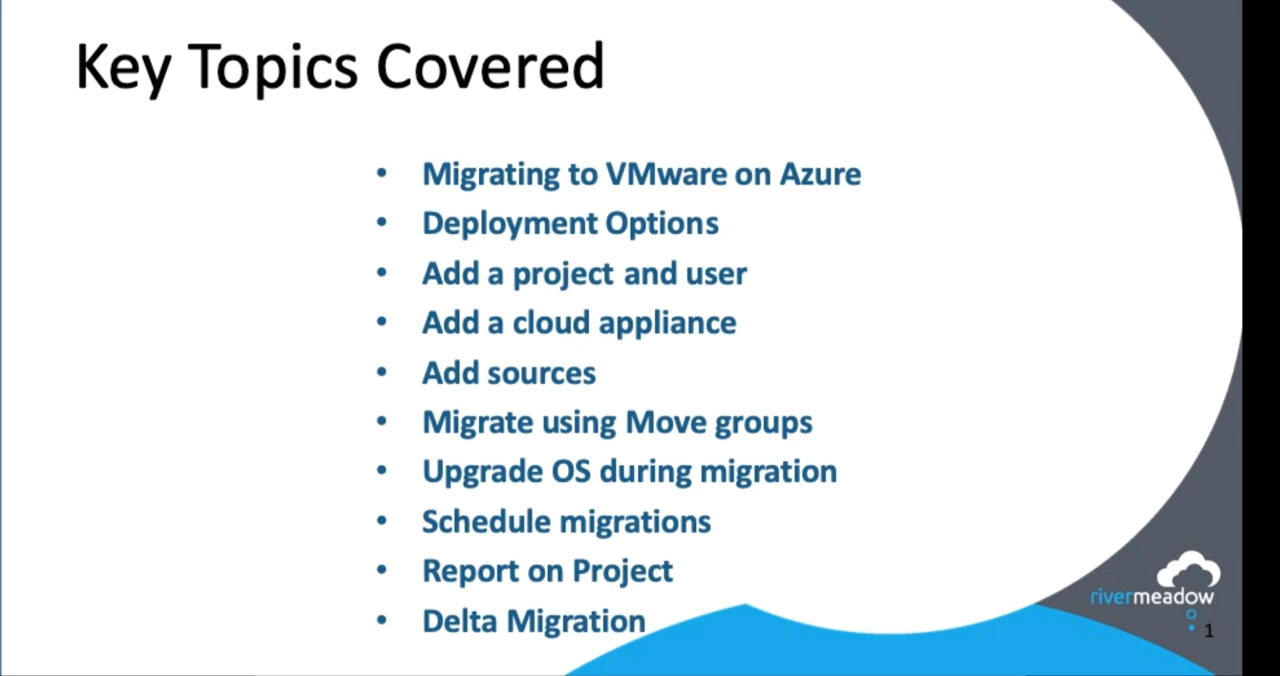 Key Topics Covered
• Migrating to VMware on Azure
• Deployment Options
• Add a project and user
• Add a cloud appliance
• Add sources
• Migrate using Move groups
• Upgrade OS during migration
• Schedule migrations
• Report on Project
• Delta Migration
rivermeadow
1